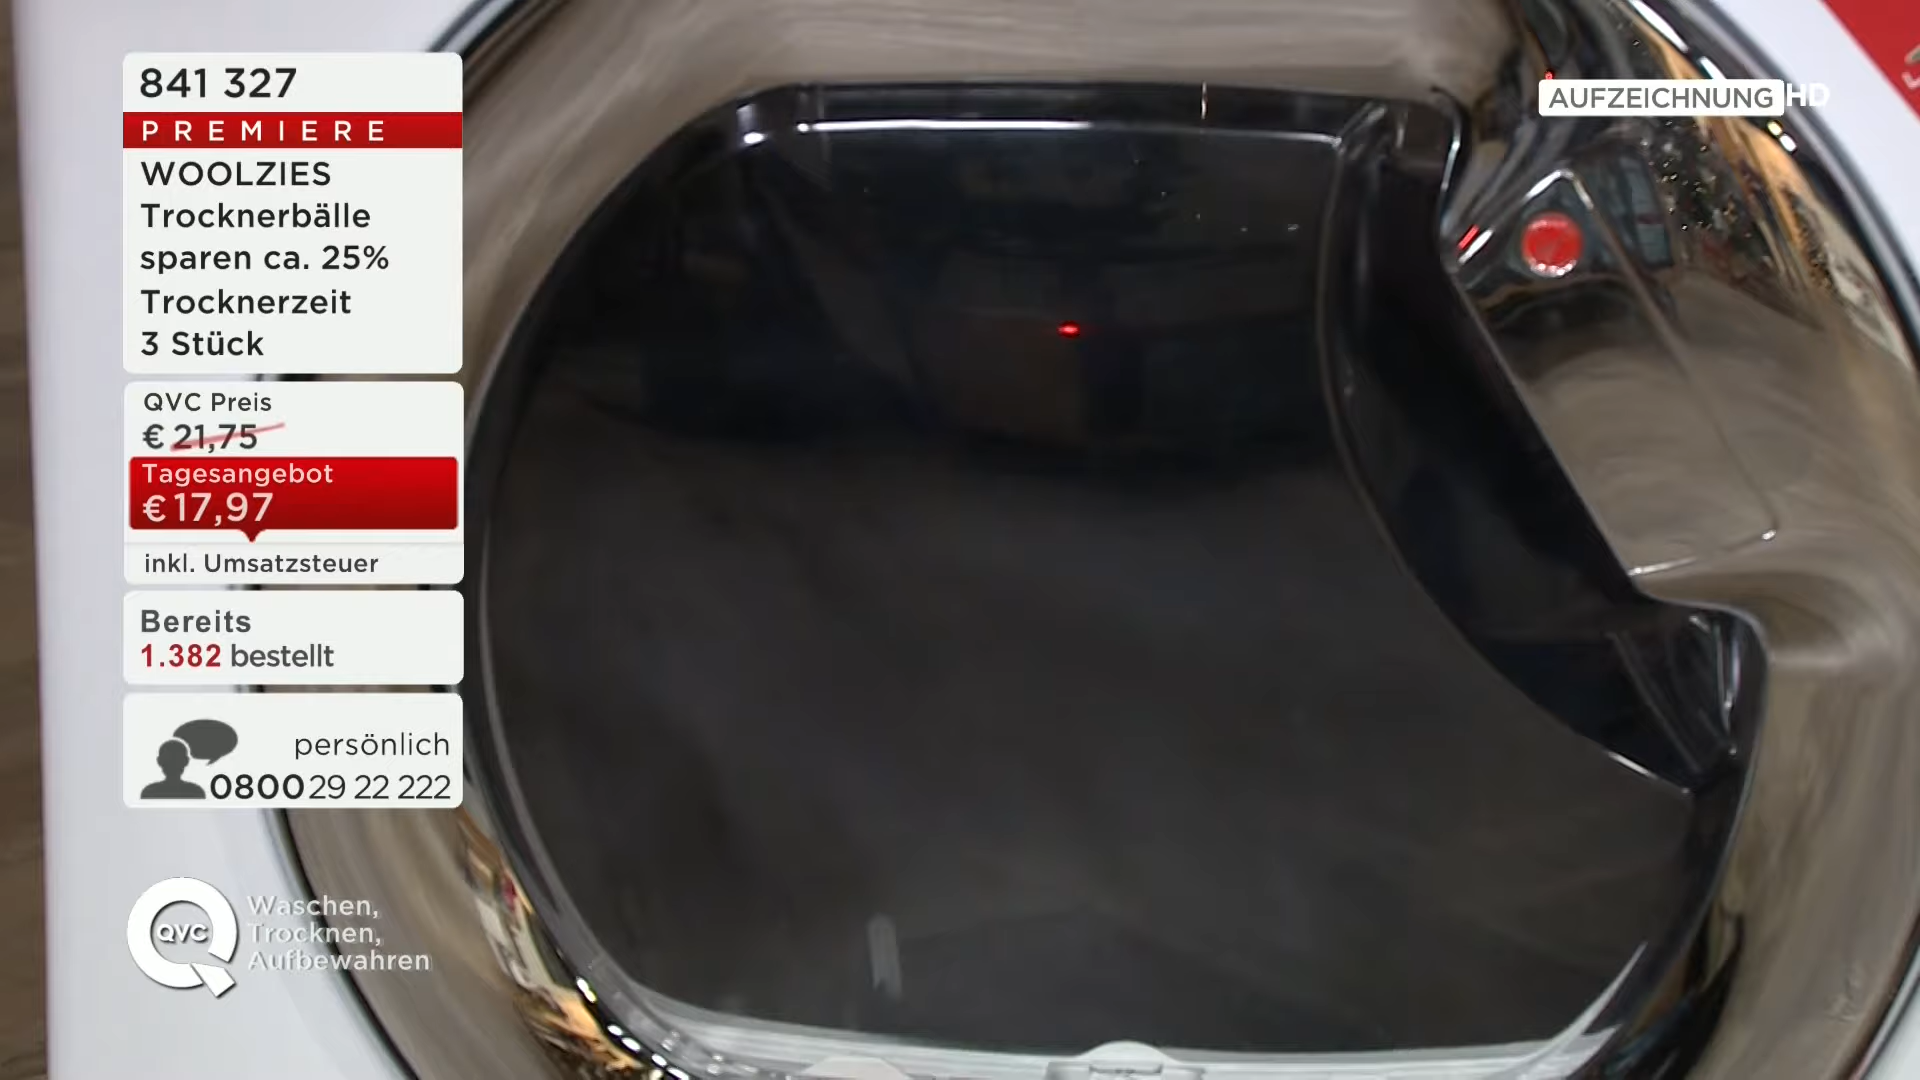 841 327
PREMIERE
WOOLZIES
Trocknerbälle
sparen ca. 25%
Trocknerzeit
3 Stück
QVC Preis
€ 21,75
Tagesangebot
€ 17,97
inkl. Umsatzsteuer
Bereits
1.382 bestellt
persönlich
0800 29 22 222
QVC
Waschen,
Trocknen,
Aufbewahren
AUFZEICHNUNG HD